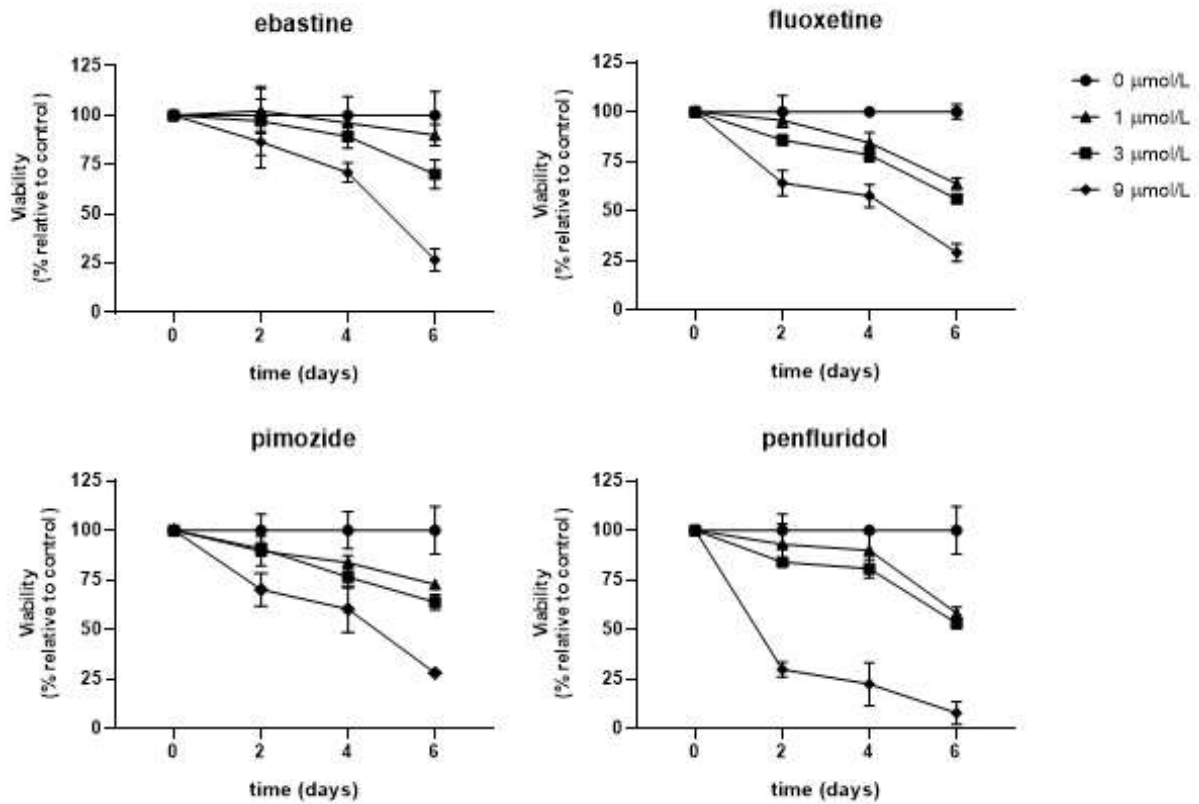 ebastine
125
100
75
50
25
0
Viability
(% relative to control)
0 2 4 6
time (days)
fluoxetine
125
100
75
50
25
0
Viability
(% relative to control)
0 2 4 6
time (days)
0 μmol/L
1 μmol/L
3 μmol/L
9 μmol/L
pimozide
125
100
75
50
25
0
Viability
(% relative to control)
0 2 4 6
time (days)
penfluridol
125
100
75
50
25
0
Viability
(% relative to control)
0 2 4 6
time (days)